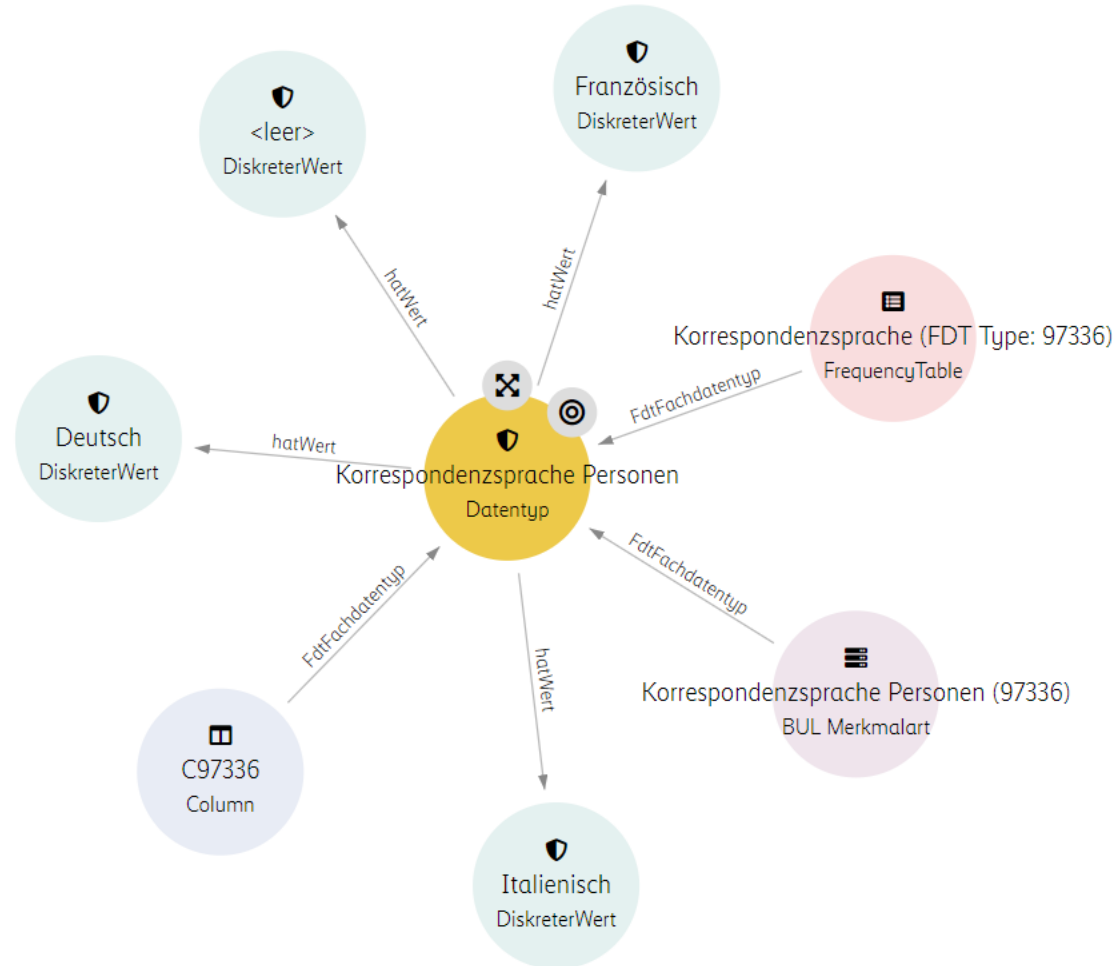 Französisch
DiskreterWert
<leer>
DiskreterWert
hatWert
hatWert
Korrespondenzsprache (FDT Type: 97336)
FrequencyTable
FdtFachdatentyp
Deutsch
DiskreterWert
hatWert
Korrespondenzsprache Personen
Datentyp
FdtFachdatentyp
FdtFachdatentyp
hatWert
Korrespondenzsprache Personen (97336)
BUL Merkmalart
C97336
Column
Italienisch
DiskreterWert